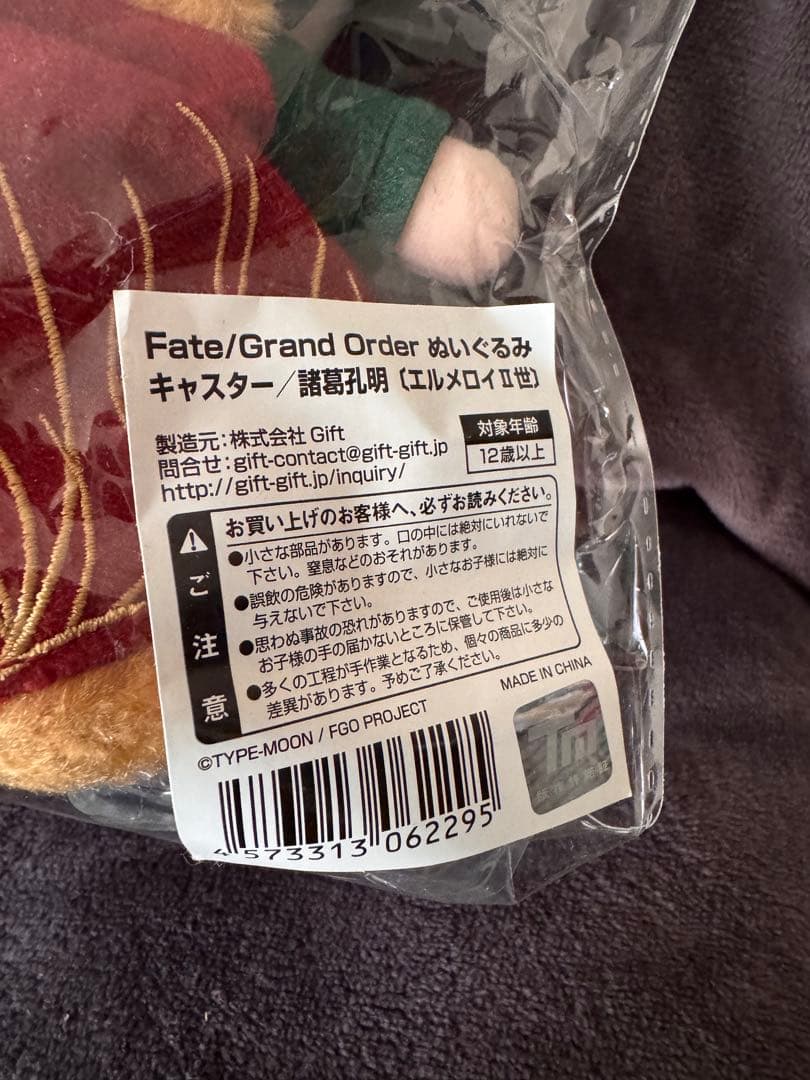 Fate/Grand Order ぬいぐるみ
キャスター／諸葛孔明〔エルメロイⅡ世〕
製造元：株式会社 Gift
問合せ：gift-contact@gift-gift.jp
http://gift-gift.jp/inquiry/
対象年齢
12歳以上
ご注意
お買い上げのお客様へ、必ずお読みください。
●小さな部品があります。口の中には絶対にいれないで
下さい。窒息などのおそれがあります。
●誤飲の危険がありますので、小さなお子様には絶対に
与えないで下さい。
●思わぬ事故の恐れがありますので、ご使用後は小さな
お子様の手の届かないところに保管して下さい。
●多くの工程が手作業となるため、個々の商品に多少の
差異があります。予めご了承ください。
©TYPE-MOON / FGO PROJECT
MADE IN CHINA
TM
4 573313 062295